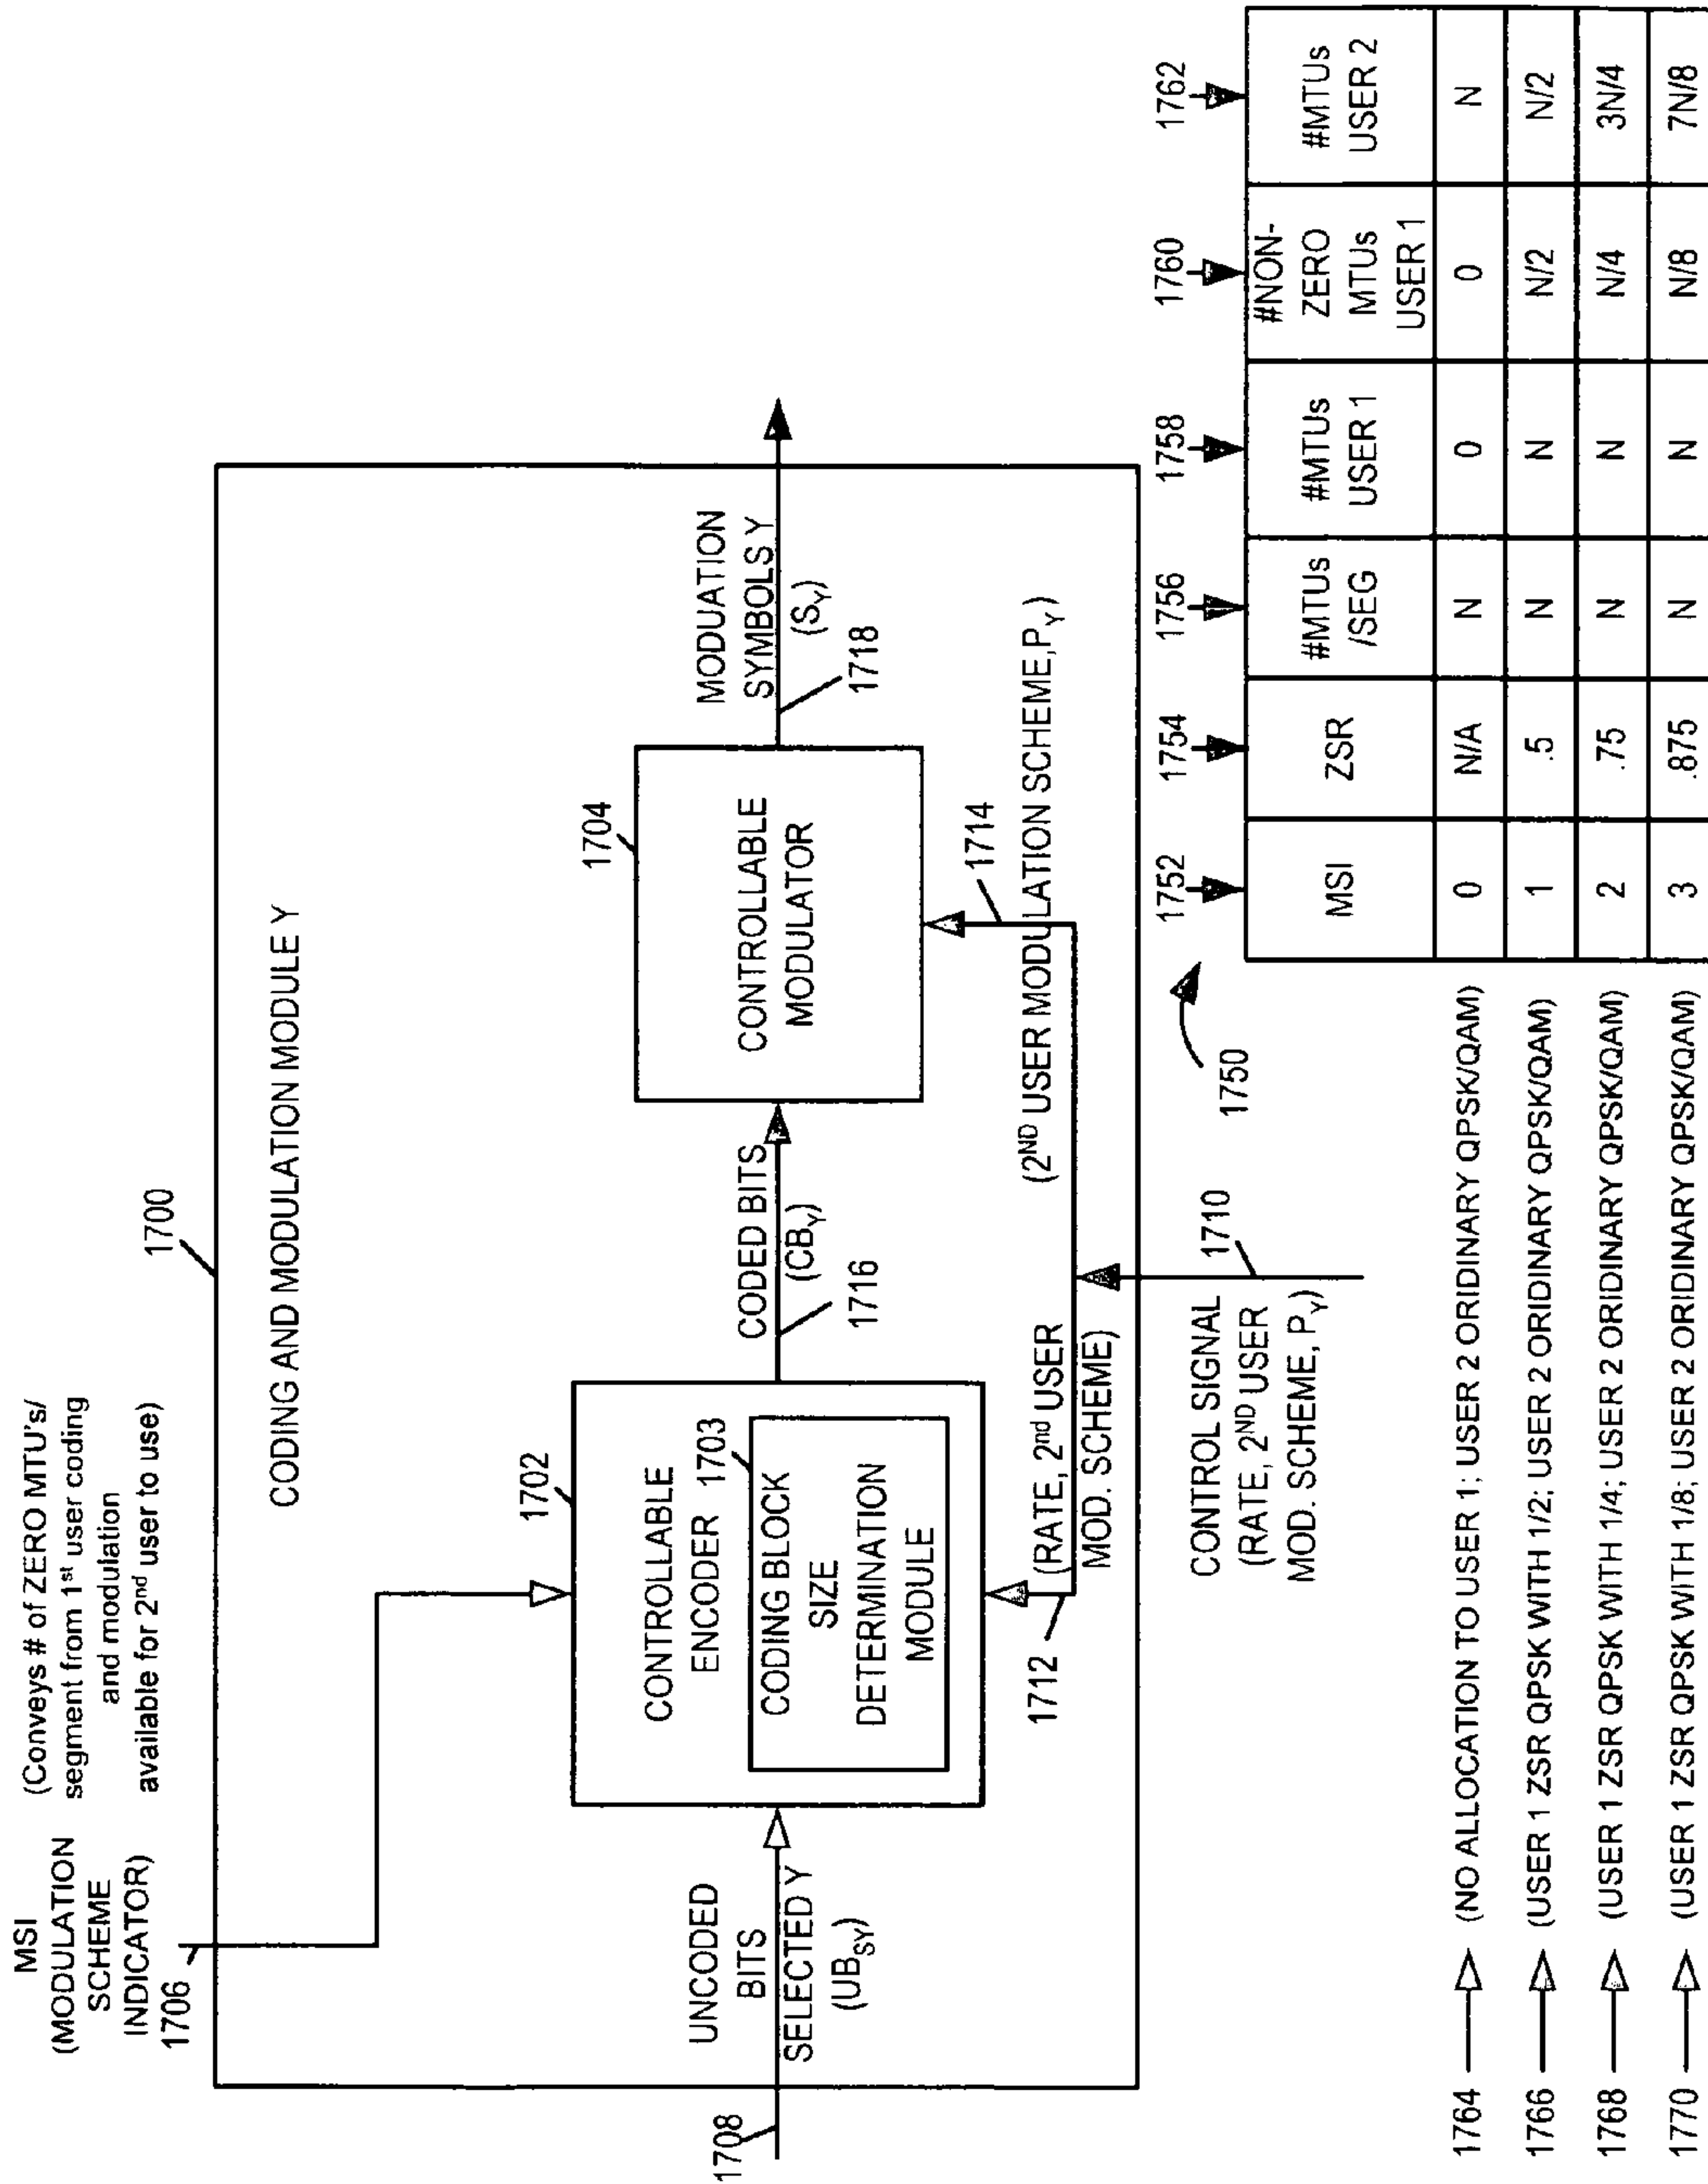 MSI
(MODULATION
SCHEME
INDICATOR)
1706
(Conveys # of ZERO MTU's/
segment from 1st user coding
and modulation
available for 2nd user to use)
1700
CODING AND MODULATION MODULE Y
1708
UNCODED
BITS
SELECTED Y
(UBSY)
1702
CONTROLLABLE
ENCODER 1703
CODING BLOCK
SIZE
DETERMINATION
MODULE
CODED BITS
(CBY)
1716
1704
CONTROLLABLE
MODULATOR
MODUATION
SYMBOLS Y
(SY)
1718
1712
(RATE, 2nd USER
MOD. SCHEME)
1714
(2ND USER MODULATION SCHEME, PY)
CONTROL SIGNAL
(RATE, 2ND USER
MOD. SCHEME, PY)
1710
1750
1752 1754 1756 1758 1760 1762
MSI ZSR #MTUs /SEG #MTUs USER 1 #NON-ZERO MTUs USER 1 #MTUs USER 2
1764 (NO ALLOCATION TO USER 1; USER 2 ORIDINARY QPSK/QAM) 0 N/A N 0 0 N
1766 (USER 1 ZSR QPSK WITH 1/2; USER 2 ORIDINARY QPSK/QAM) 1 .5 N N N/2 N/2
1768 (USER 1 ZSR QPSK WITH 1/4; USER 2 ORIDINARY QPSK/QAM) 2 .75 N N N/4 3N/4
1770 (USER 1 ZSR QPSK WITH 1/8; USER 2 ORIDINARY QPSK/QAM) 3 .875 N N N/8 7N/8